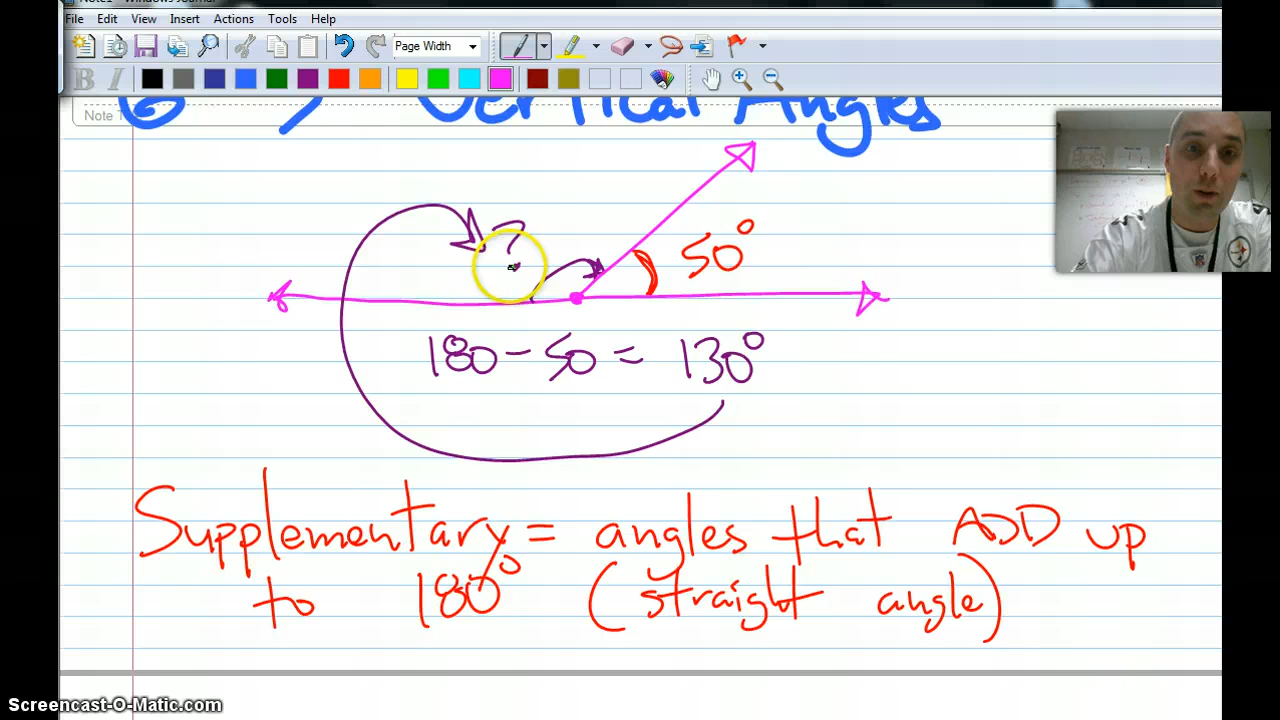 File Edit View Insert Actions Tools Help
Page Width
B I
Vertical Angles
?
50°
180 - 50 = 130°
Supplementary = angles that ADD up
to 180° (straight angle)
Screencast-O-Matic.com